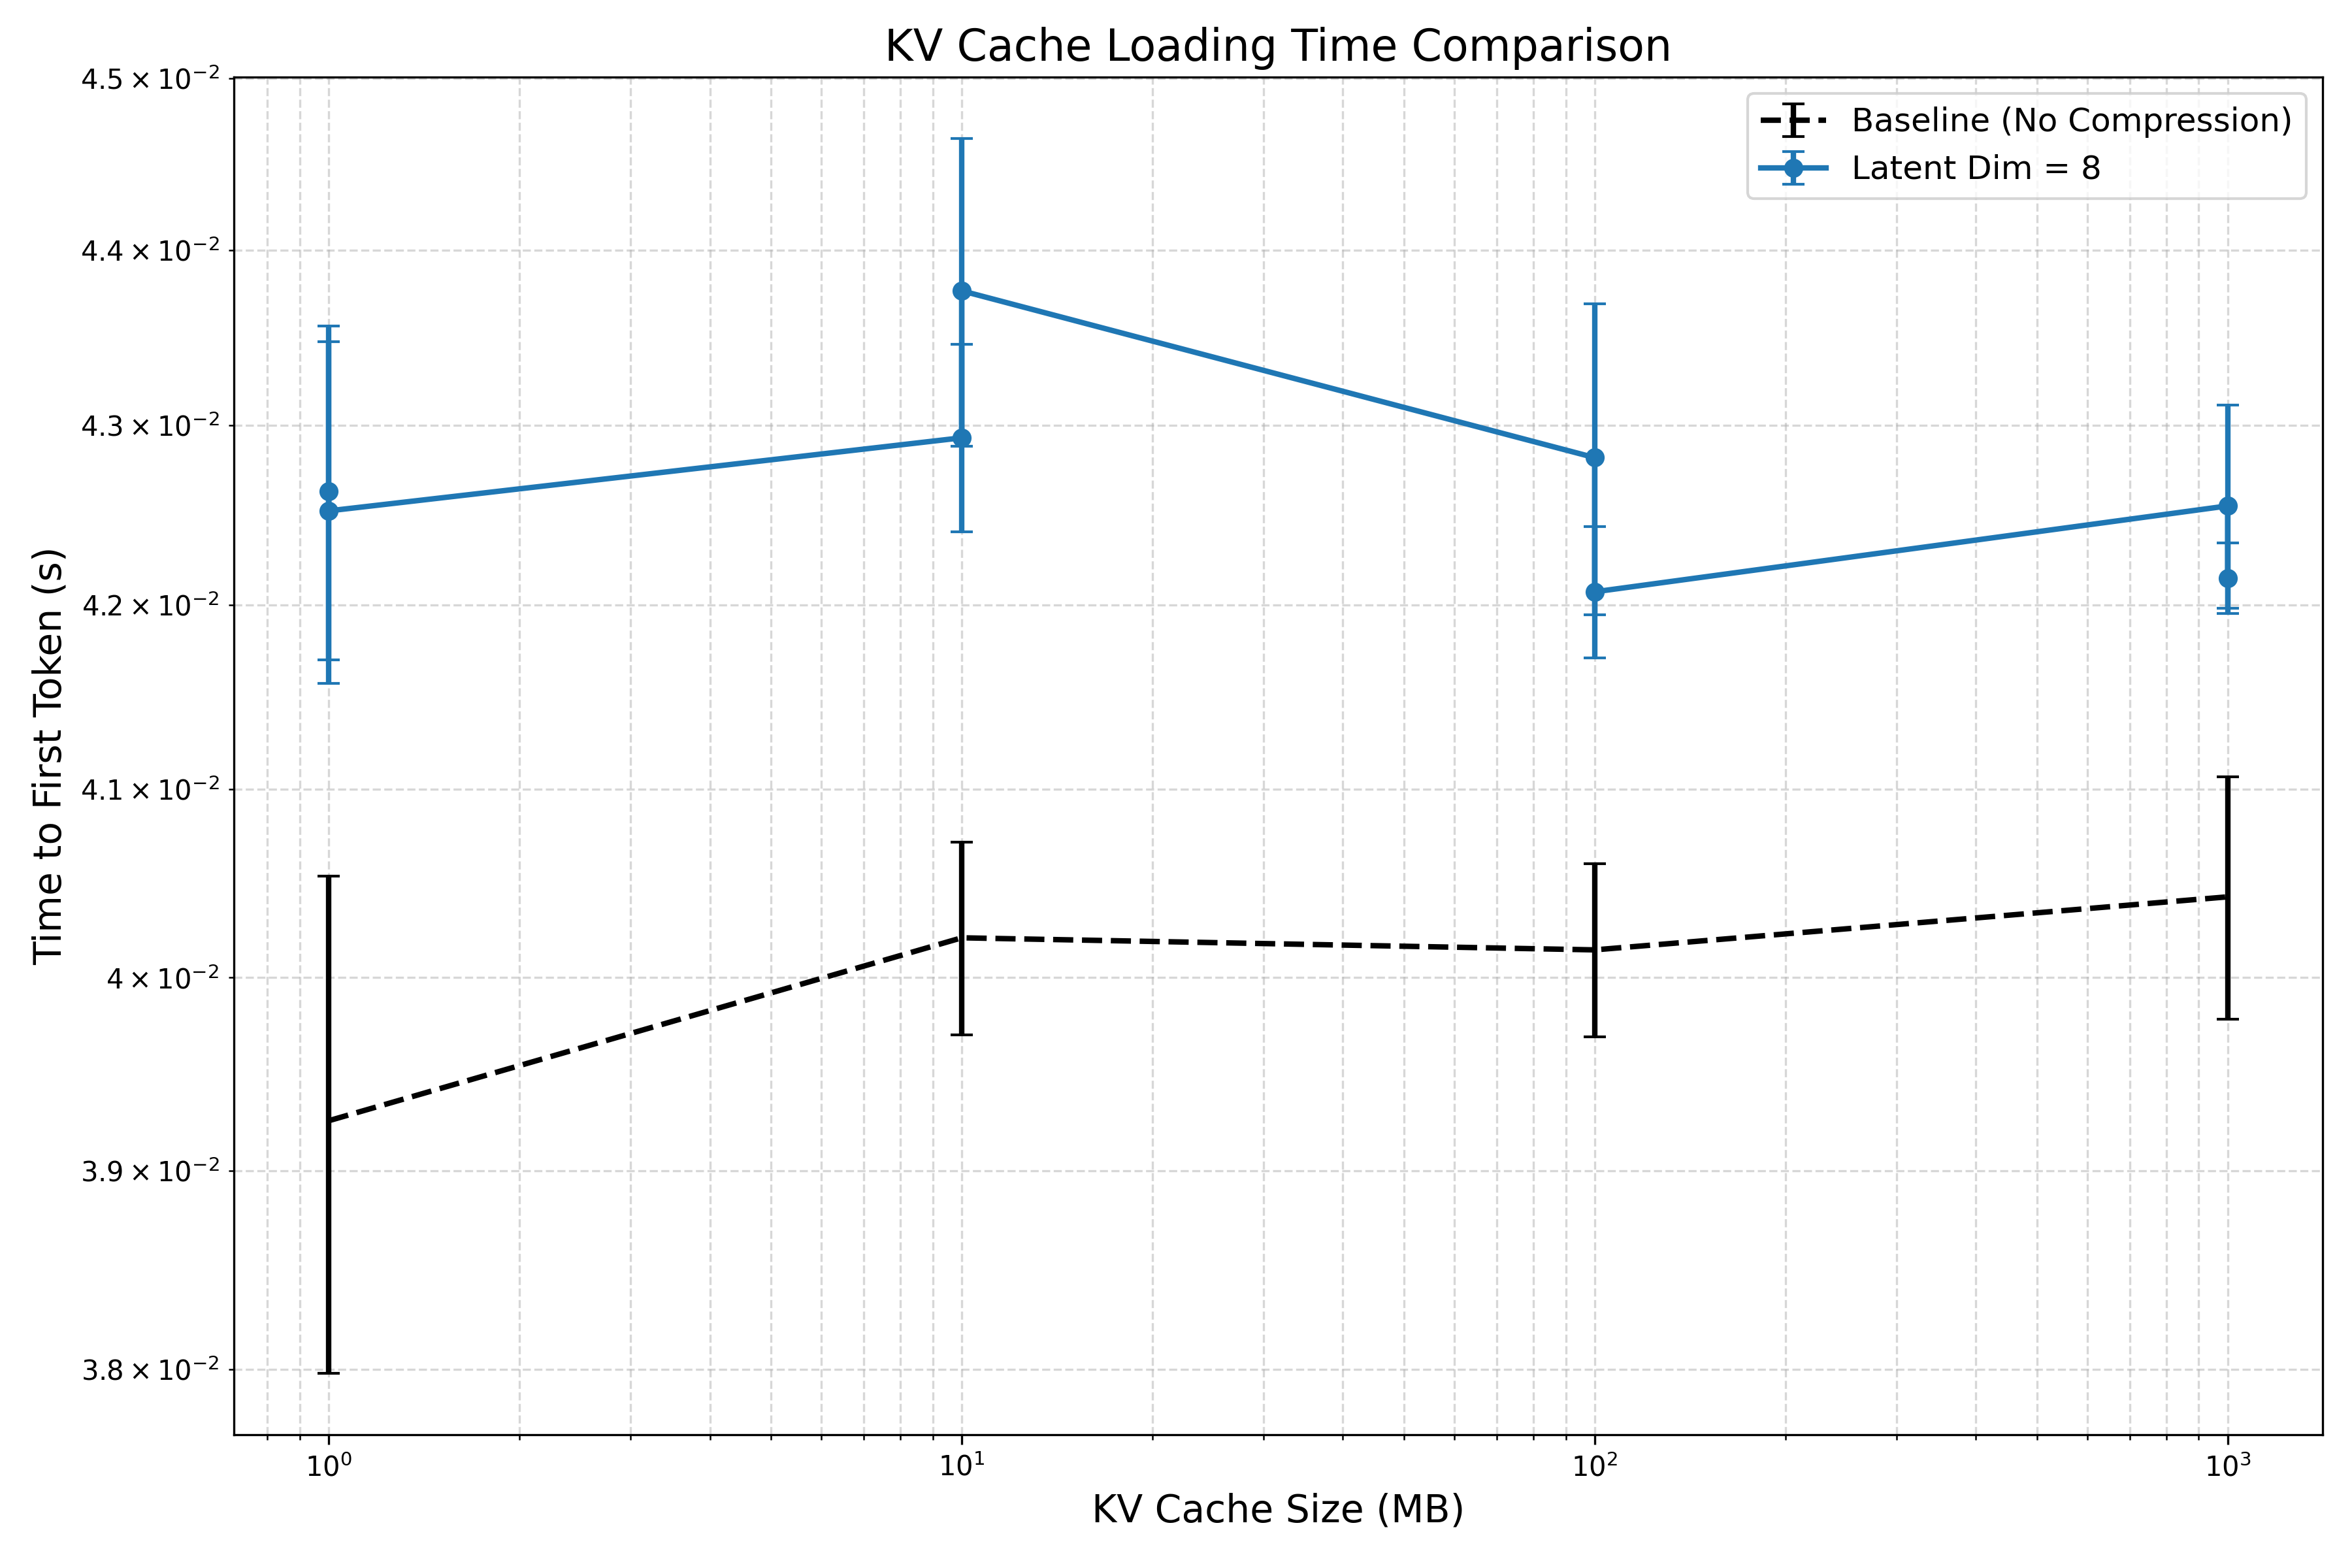 KV Cache Loading Time Comparison
Baseline (No Compression)
Latent Dim = 8
4.5 × 10⁻²
4.4 × 10⁻²
4.3 × 10⁻²
4.2 × 10⁻²
4.1 × 10⁻²
4 × 10⁻²
3.9 × 10⁻²
3.8 × 10⁻²
Time to First Token (s)
10⁰ 10¹ 10² 10³
KV Cache Size (MB)